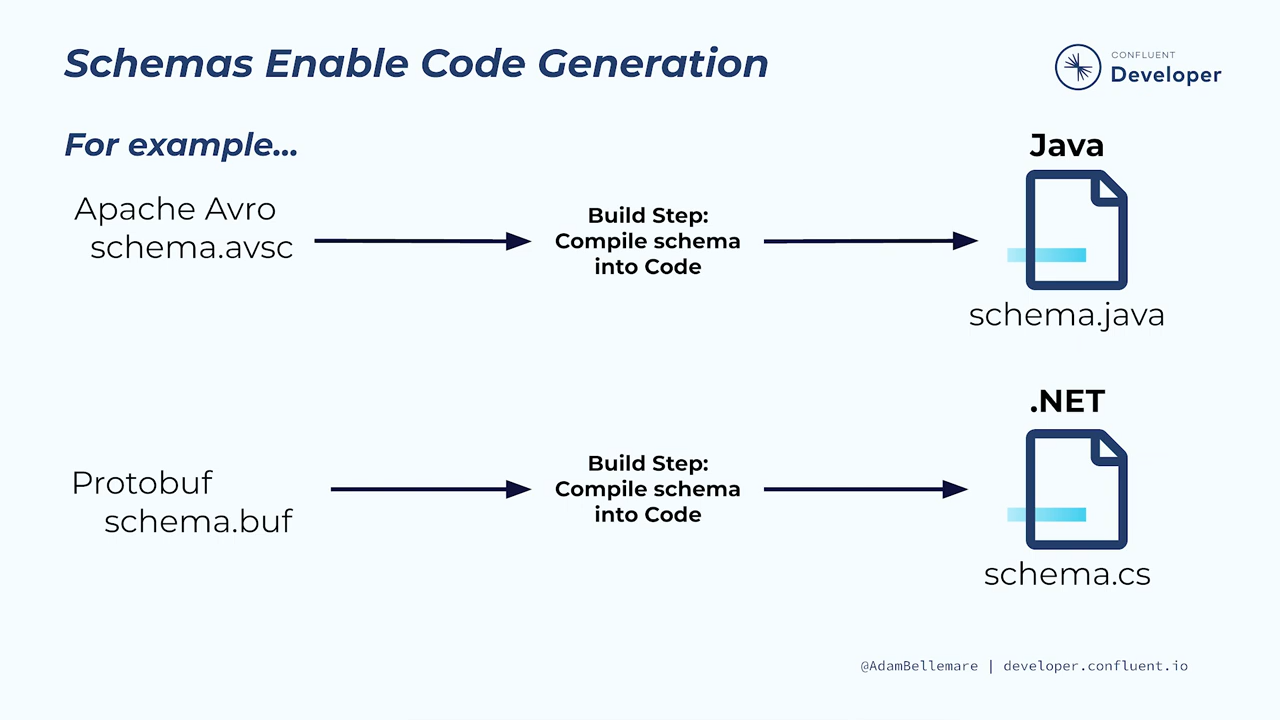 Schemas Enable Code Generation
CONFLUENT
Developer
For example...
Apache Avro
schema.avsc
Build Step:
Compile schema
into Code
Java
schema.java
Protobuf
schema.buf
Build Step:
Compile schema
into Code
.NET
schema.cs
@AdamBellemare | developer.confluent.io